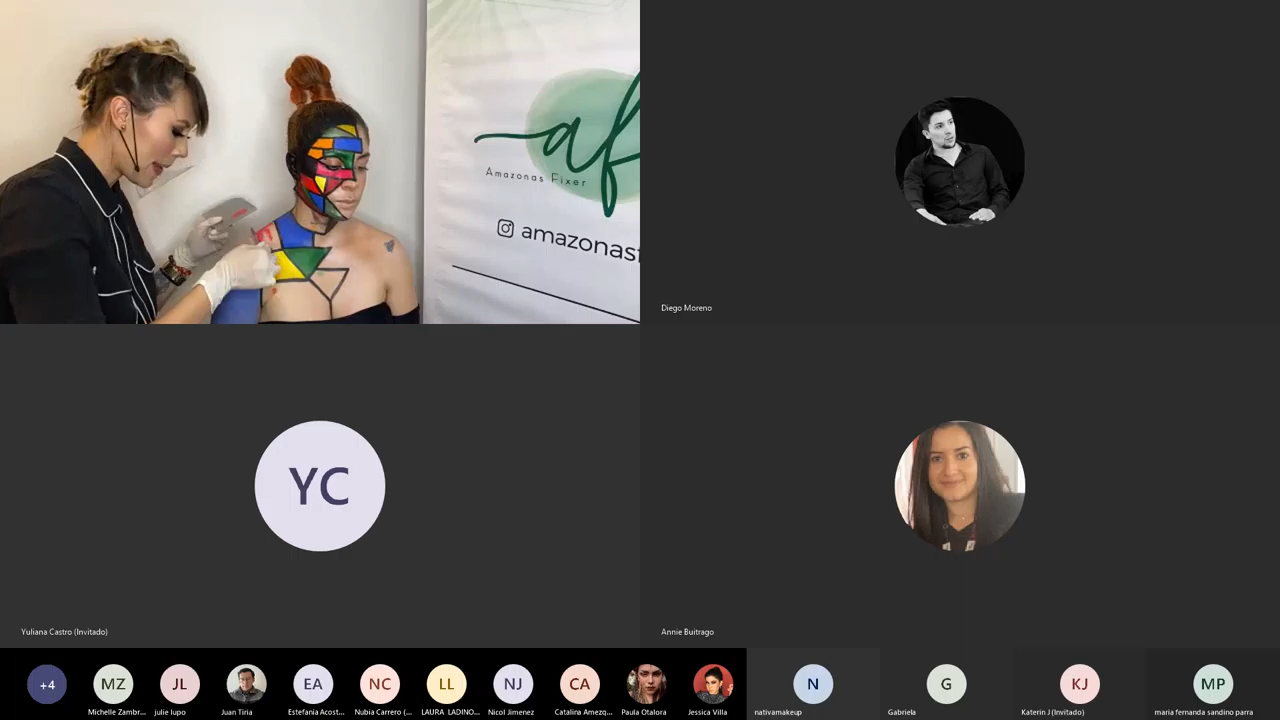 af
Amazonas Fixer
amazonasf
Diego Moreno
YC
Yuliana Castro (Invitado)
Annie Buitrago
+4
MZ
JL
EA
NC
LL
NJ
CA
N
G
KJ
MP
Michelle Zambr...
julie lupo
Juan Tiria
Estefania Acost...
Nubia Carrero (...
LAURA LADINO...
Nicol Jimenez
Catalina Amezq...
Paula Otalora
Jessica Villa
nativamakeup
Gabriela
Katerin J (Invitado)
maria fernanda sandino parra